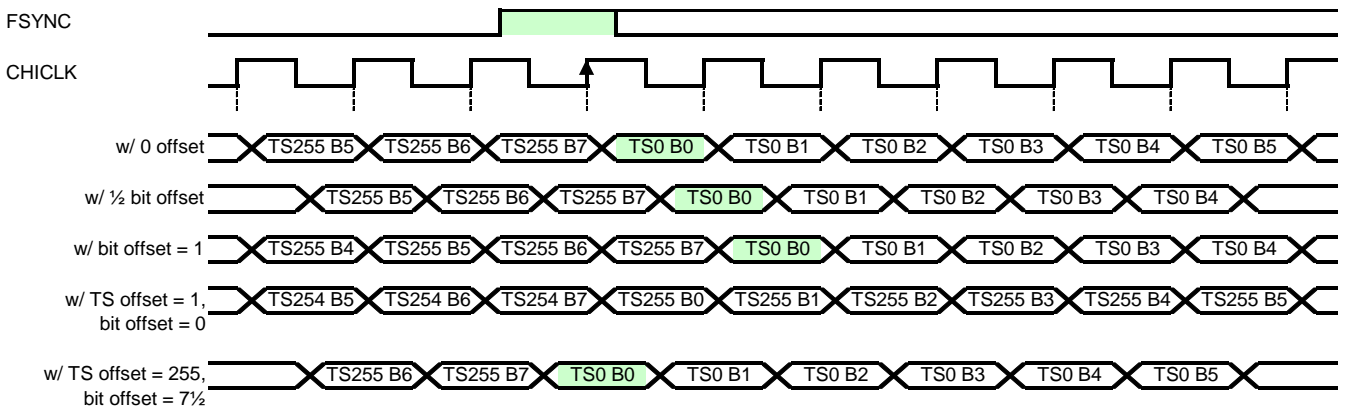 FSYNC
CHICLK
w/ 0 offset TS255 B5 TS255 B6 TS255 B7 TS0 B0 TS0 B1 TS0 B2 TS0 B3 TS0 B4 TS0 B5
w/ ½ bit offset TS255 B5 TS255 B6 TS255 B7 TS0 B0 TS0 B1 TS0 B2 TS0 B3 TS0 B4
w/ bit offset = 1 TS255 B4 TS255 B5 TS255 B6 TS255 B7 TS0 B0 TS0 B1 TS0 B2 TS0 B3 TS0 B4
w/ TS offset = 1, TS254 B5 TS254 B6 TS254 B7 TS255 B0 TS255 B1 TS255 B2 TS255 B3 TS255 B4 TS255 B5
bit offset = 0
w/ TS offset = 255, TS255 B6 TS255 B7 TS0 B0 TS0 B1 TS0 B2 TS0 B3 TS0 B4 TS0 B5
bit offset = 7½